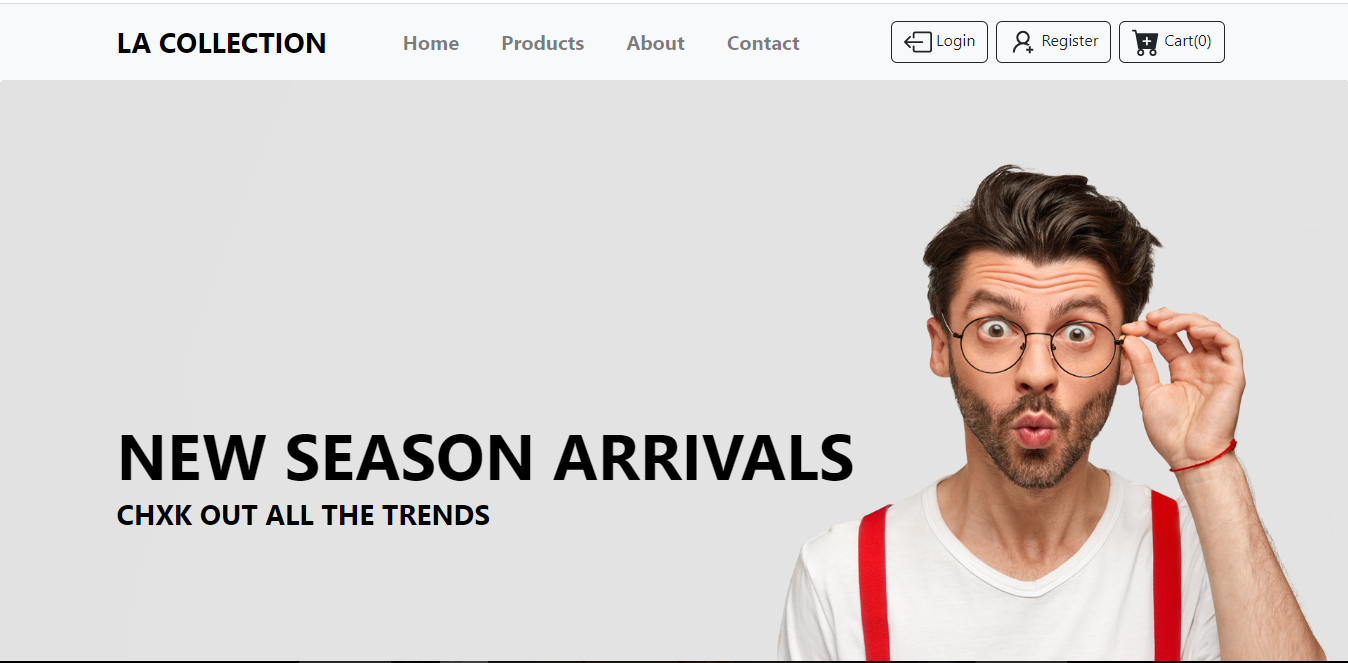 LA COLLECTION Home Products About Contact Login Register Cart(0)
NEW SEASON ARRIVALS
CHXK OUT ALL THE TRENDS